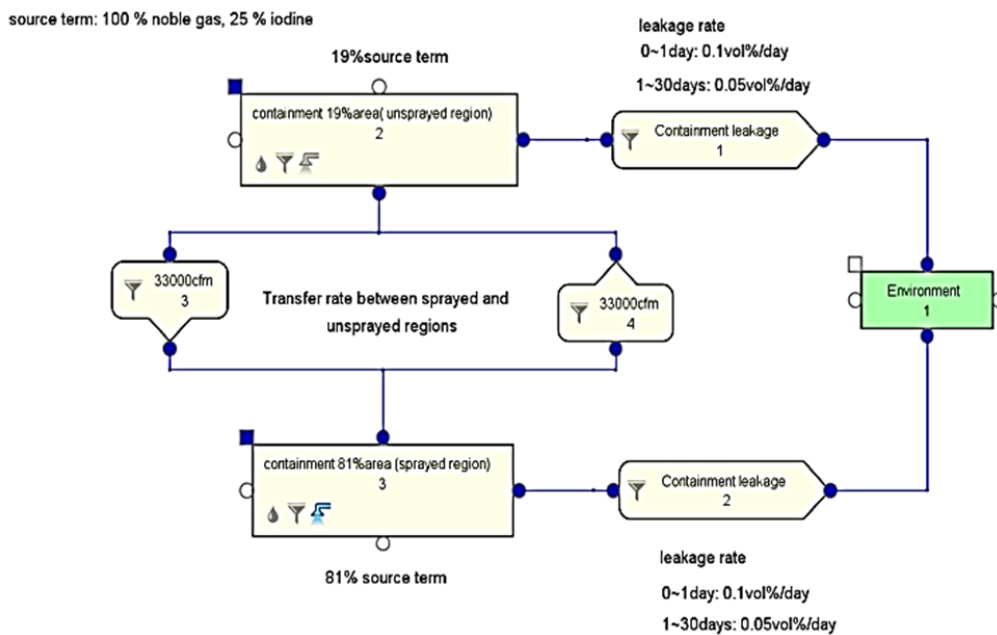 source term: 100 % noble gas, 25 % iodine
leakage rate
0~1day: 0.1vol%/day
1~30days: 0.05vol%/day
19%source term
containment 19%area( unsprayed region)
2
Containment leakage
1
33000cfm
3
Transfer rate between sprayed and
unsprayed regions
33000cfm
4
Environment
1
containment 81%area (sprayed region)
3
Containment leakage
2
81% source term
leakage rate
0~1day: 0.1vol%/day
1~30days: 0.05vol%/day